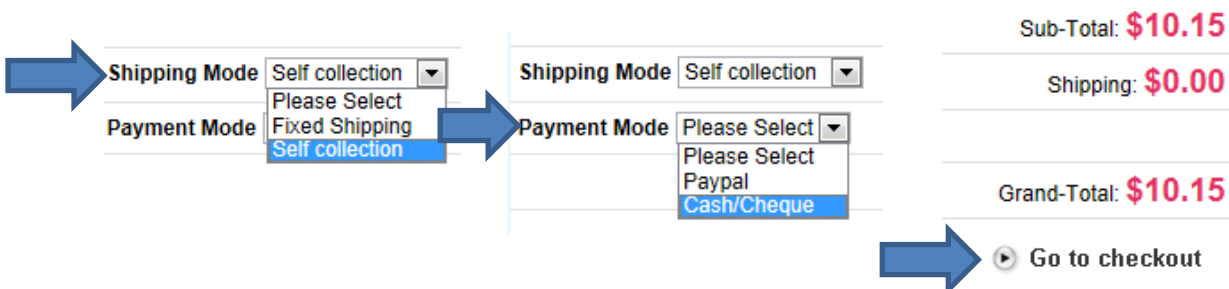 Shipping Mode Self collection
Please Select
Fixed Shipping
Self collection
Payment Mode
Shipping Mode Self collection
Payment Mode Please Select
Please Select
Paypal
Cash/Cheque
Sub-Total: $10.15
Shipping: $0.00
Grand-Total: $10.15
Go to checkout